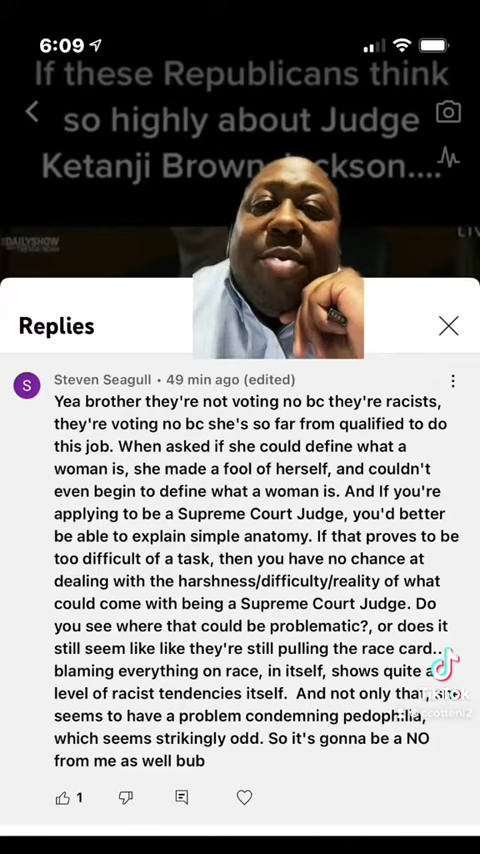 6:09
If these Republicans think
so highly about Judge
Ketanji Brown Jackson....
DAILYSHOW
Replies
S
Steven Seagull • 49 min ago (edited)
Yea brother they're not voting no bc they're racists,
they're voting no bc she's so far from qualified to do
this job. When asked if she could define what a
woman is, she made a fool of herself, and couldn't
even begin to define what a woman is. And If you're
applying to be a Supreme Court Judge, you'd better
be able to explain simple anatomy. If that proves to be
too difficult of a task, then you have no chance at
dealing with the harshness/difficulty/reality of what
could come with being a Supreme Court Judge. Do
you see where that could be problematic?, or does it
still seem like like they're still pulling the race card..
blaming everything on race, in itself, shows quite a
level of racist tendencies itself. And not only that, she
TikTok
seems to have a problem condemning pedophilia,
which seems strikingly odd. So it's gonna be a NO
from me as well bub
1